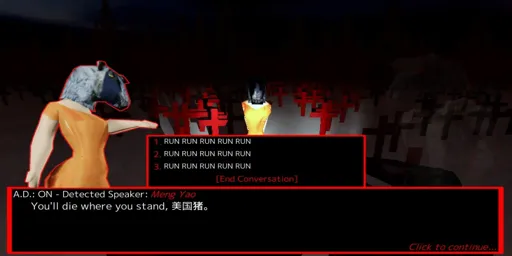 1. RUN RUN RUN RUN RUN
2. RUN RUN RUN RUN RUN
3. RUN RUN RUN RUN RUN
[End Conversation]
A.D.: ON - Detected Speaker: Meng Yao
You'll die where you stand, 美国猪。
Click to continue...